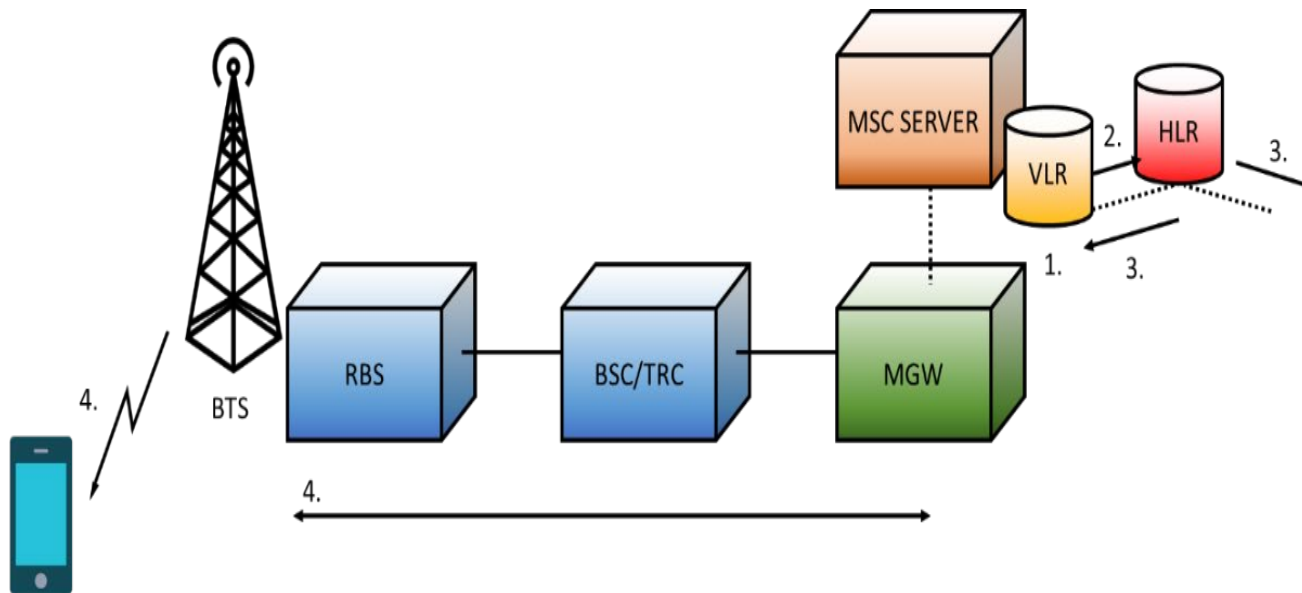 MSC SERVER
VLR
2.
HLR
3.
1.
3.
RBS
BSC/TRC
MGW
BTS
4.
4.